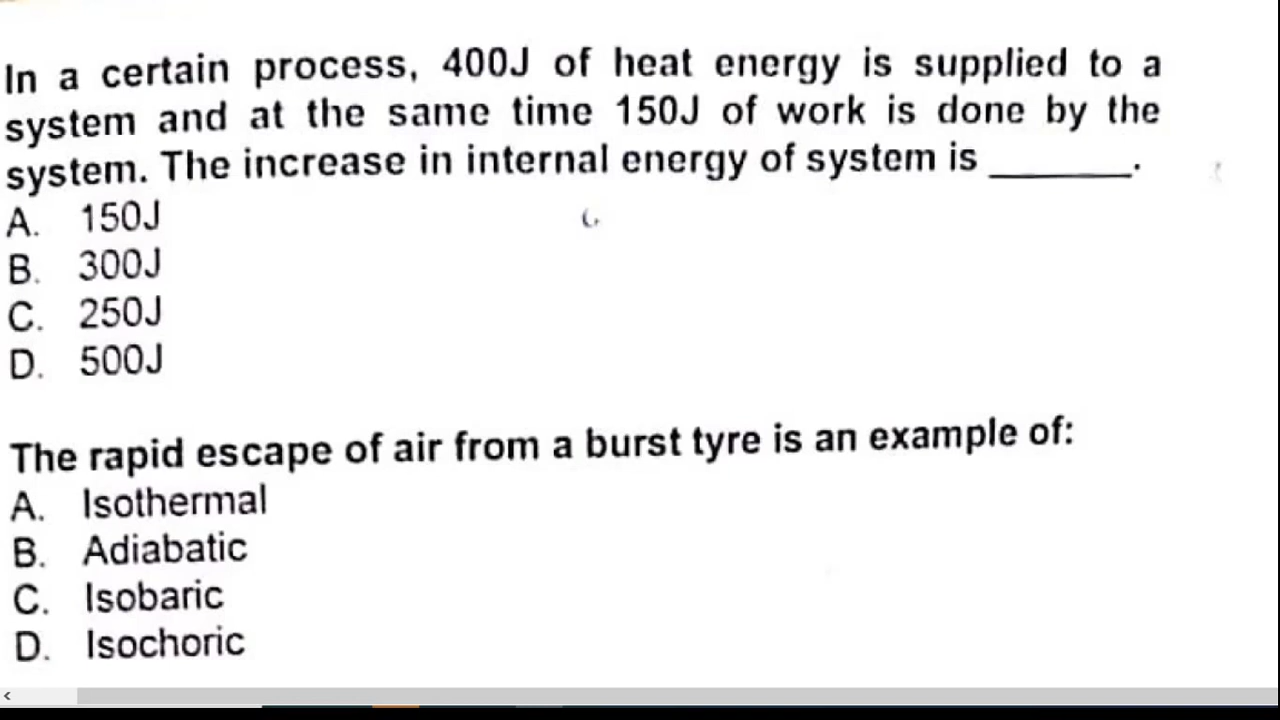 In a certain process, 400J of heat energy is supplied to a
system and at the same time 150J of work is done by the
system. The increase in internal energy of system is _______.
A. 150J
B. 300J
C. 250J
D. 500J
The rapid escape of air from a burst tyre is an example of:
A. Isothermal
B. Adiabatic
C. Isobaric
D. Isochoric